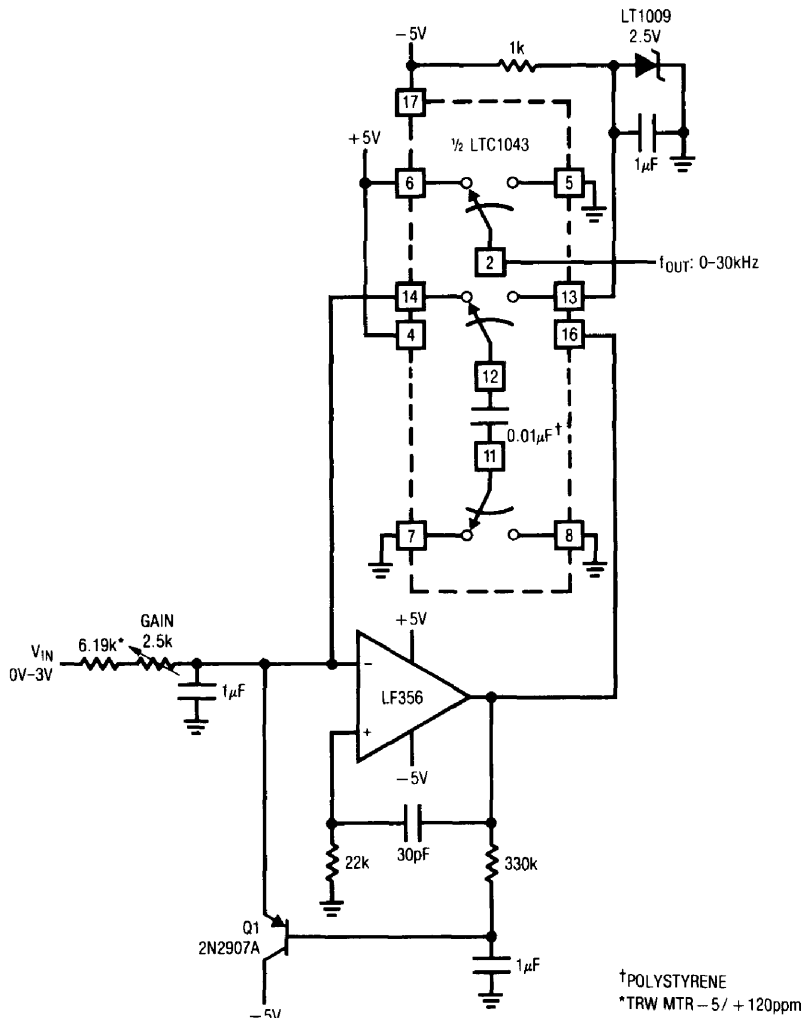 −5V
LT1009
2.5V
1k
17
+5V
½ LTC1043
1µF
6
5
2
fOUT: 0–30kHz
14
13
4
16
12
0.01µF†
11
7
8
GAIN
2.5k
6.19k*
VIN
0V–3V
1µF
+5V
−
LF356
+
−5V
30pF
22k
330k
Q1
2N2907A
1µF
−5V
†POLYSTYRENE
*TRW MTR −5/ +120ppm